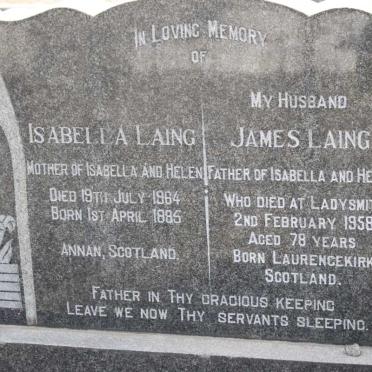 IN LOVING MEMORY
OF
ISABELLA LAING
MOTHER OF ISABELLA AND HELEN
DIED 19TH JULY 1964
BORN 1ST APRIL 1885
ANNAN, SCOTLAND.
MY HUSBAND
JAMES LAING
FATHER OF ISABELLA AND HE
WHO DIED AT LADYSMIT
2ND FEBRUARY 1958
AGED 78 YEARS
BORN LAURENCEKIRK
SCOTLAND.
FATHER IN THY GRACIOUS KEEPING
LEAVE WE NOW THY SERVANTS SLEEPING.